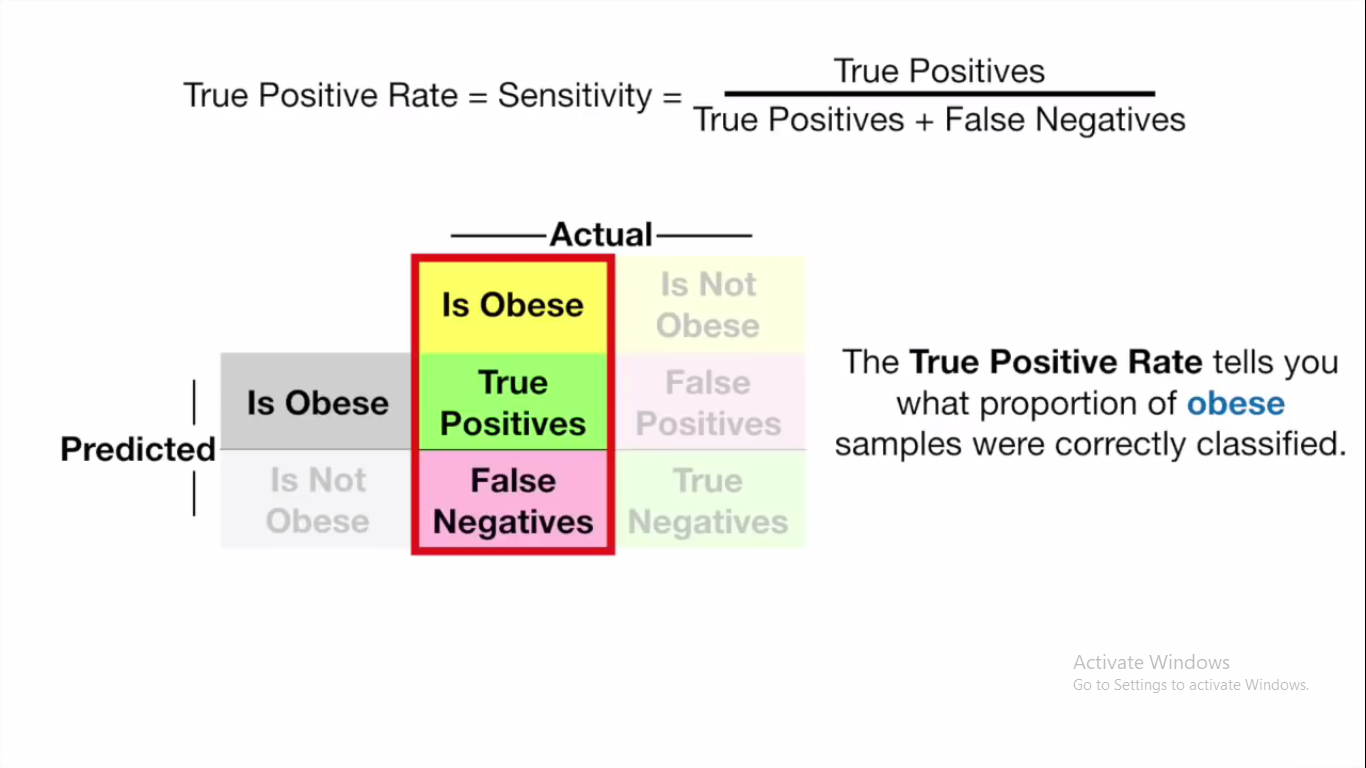 True Positive Rate = Sensitivity =
True Positives
True Positives + False Negatives
Actual
Is Obese
Is Not
Obese
Predicted
Is Obese
True
Positives
False
Positives
Is Not
Obese
False
Negatives
True
Negatives
The True Positive Rate tells you
what proportion of obese
samples were correctly classified.
Activate Windows
Go to Settings to activate Windows.